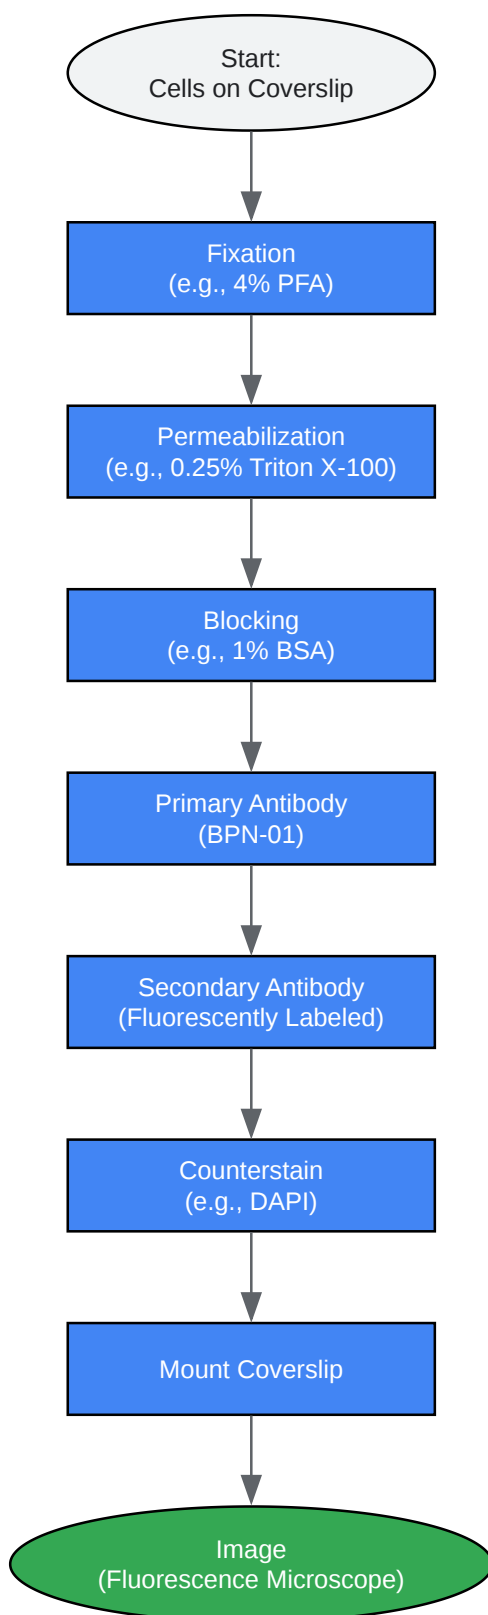 Start:
Cells on Coverslip
Fixation
(e.g., 4% PFA)
Permeabilization
(e.g., 0.25% Triton X-100)
Blocking
(e.g., 1% BSA)
Primary Antibody
(BPN-01)
Secondary Antibody
(Fluorescently Labeled)
Counterstain
(e.g., DAPI)
Mount Coverslip
Image
(Fluorescence Microscope)